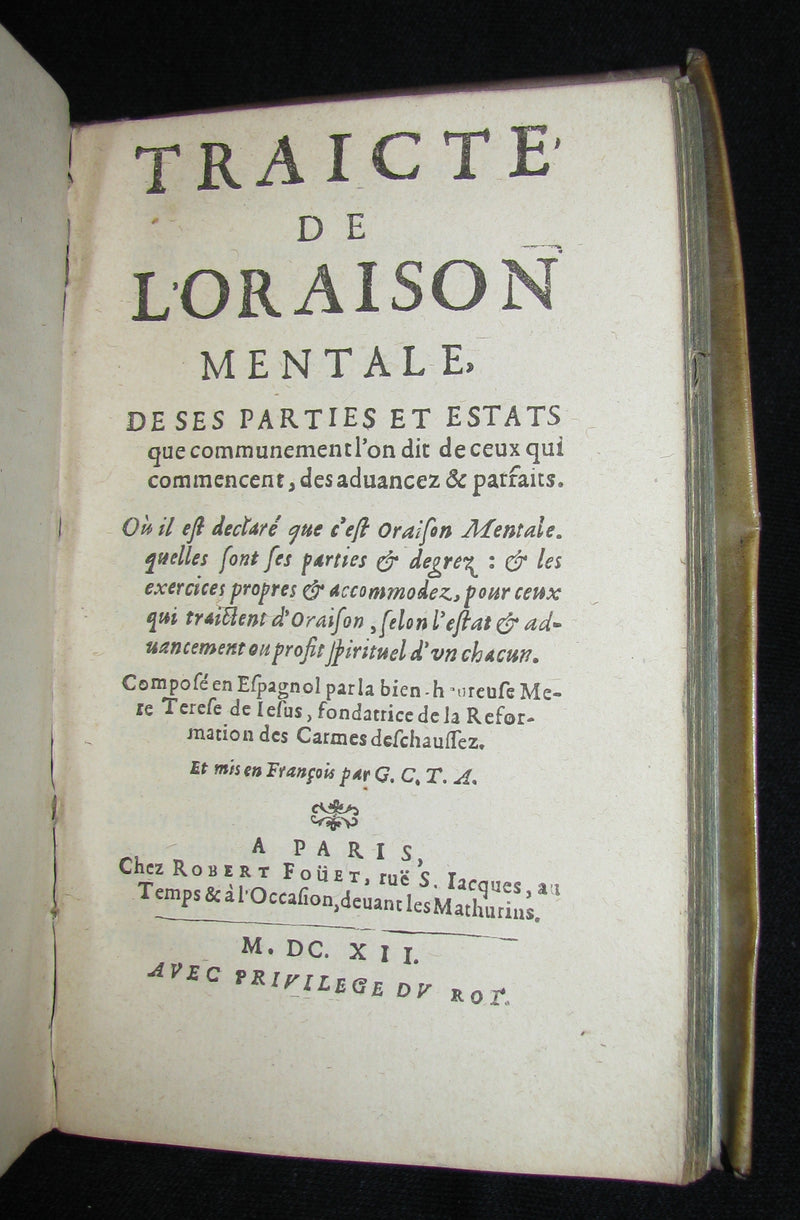 TRAICTE'
DE
L'ORAISON
MENTALE,
DE SES PARTIES ET ESTATS
que communement l'on dit de ceux qui
commencent, des aduancez & parfaits.
Où il eſt declaré que c'eſt Oraiſon Mentale.
quelles ſont ſes parties & degrez : & les
exercices propres & accommodez, pour ceux
qui traictent d'Oraiſon, ſelon l'eſtat & ad-
uancement ou profit ſpirituel d'vn chacun.
Compoſé en Eſpagnol par la bien-heureuſe Me-
re Tereſe de Ieſus, fondatrice de la Refor-
mation des Carmes deſchauſſez.
Et mis en François par G. C. T. A.
A PARIS,
Chez ROBERT FOÜET, ruë S. Iacques, au
Temps & à l'Occaſion, deuant les Mathurins.
M. DC. XII.
AVEC PRIVILEGE DV ROY.